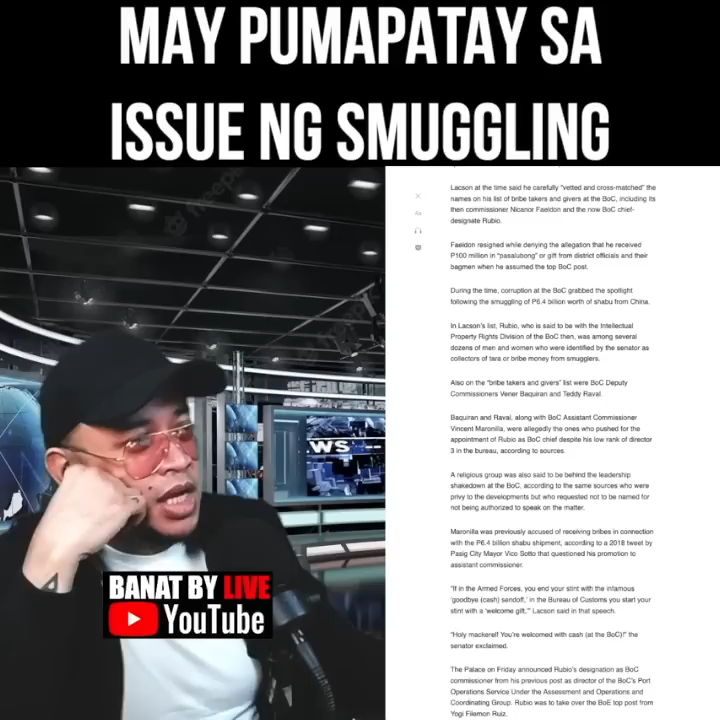 MAY PUMAPATAY SA
ISSUE NG SMUGGLING
Lacson at the time said he carefully "vetted and cross-matched" the
names on his list of bribe takers and givers at the BoC, including its
then commissioner Nicanor Faeldon and the now BoC chief-
designate Rubio.
Faeldon resigned while denying the allegation that he received
P100 million in "pasalubong" or gift from district officials and their
bagmen when he assumed the top BoC post.
During the time, corruption at the BoC grabbed the spotlight
following the smuggling of P6.4 billion worth of shabu from China.
In Lacson's list, Rubio, who is said to be with the Intellectual
Property Rights Division of the BoC then, was among several
dozens of men and women who were identified by the senator as
collectors of tara or bribe money from smugglers.
Also on the "bribe takers and givers" list were BoC Deputy
Commissioners Vener Baquiran and Teddy Raval.
Baquiran and Raval, along with BoC Assistant Commissioner
Vincent Maronilla, were allegedly the ones who pushed for the
appointment of Rubio as BoC chief despite his low rank of director
3 in the bureau, according to sources.
A religious group was also said to be behind the leadership
shakedown at the BoC, according to the same sources who were
privy to the developments but who requested not to be named for
not being authorized to speak on the matter.
Maronilla was previously accused of receiving bribes in connection
with the P6.4 billion shabu shipment, according to a 2018 tweet by
Pasig City Mayor Vico Sotto that questioned his promotion to
assistant commissioner.
"If in the Armed Forces, you end your stint with the infamous
'goodbye (cash) sendoff,' in the Bureau of Customs you start your
stint with a 'welcome gift,'" Lacson said in that speech.
"Holy mackerel! You're welcomed with cash (at the BoC)!" the
senator exclaimed.
The Palace on Friday announced Rubio's designation as BoC
commissioner from his previous post as director of the BoC's Port
Operations Service Under the Assessment and Operations and
Coordinating Group. Rubio was to take over the BoE top post from
Yogi Filemon Ruiz.
WS
BANAT BY LIVE
YouTube